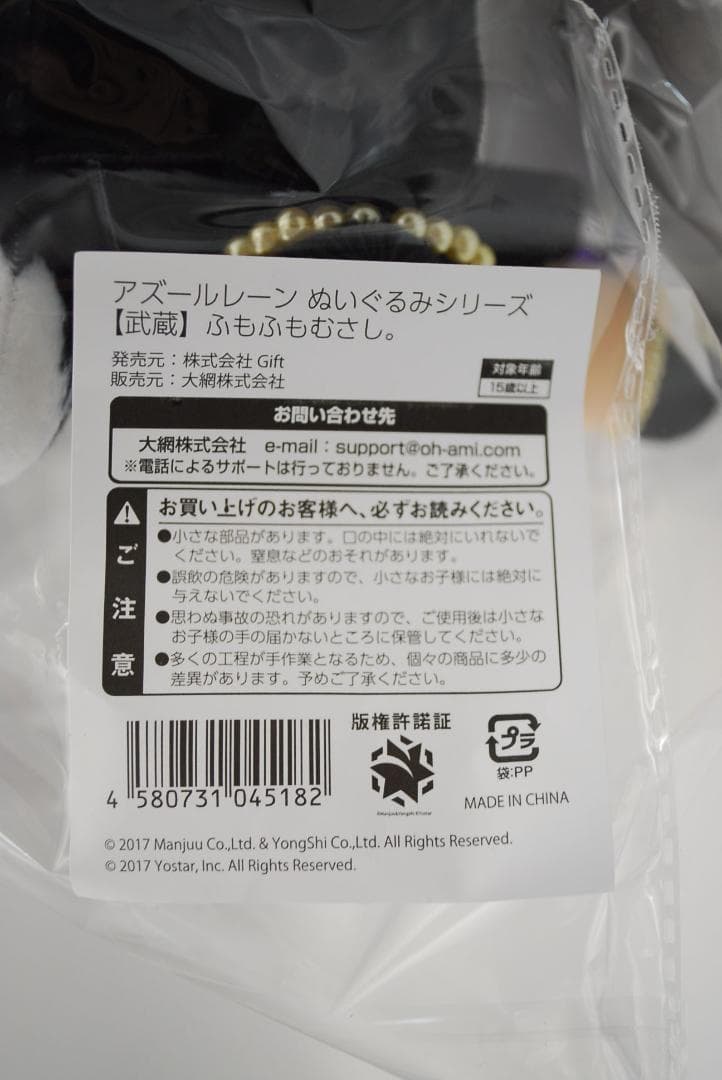 アズールレーン ぬいぐるみシリーズ
【武蔵】ふもふもむさし。
発売元：株式会社 Gift
販売元：大網株式会社
対象年齢
15歳以上
お問い合わせ先
大網株式会社 e-mail：support@oh-ami.com
※電話によるサポートは行っておりません。ご了承ください。
ご注意
お買い上げのお客様へ、必ずお読みください。
●小さな部品があります。口の中には絶対にいれないで
ください。窒息などのおそれがあります。
●誤飲の危険がありますので、小さなお子様には絶対に
与えないでください。
●思わぬ事故の恐れがありますので、ご使用後は小さな
お子様の手の届かないところに保管してください。
●多くの工程が手作業となるため、個々の商品に多少の
差異があります。予めご了承ください。
4 580731 045182
版権許諾証
©Manjuu&Yongshi ©Yostar
プラ
袋:PP
MADE IN CHINA
© 2017 Manjuu Co.,Ltd. & YongShi Co.,Ltd. All Rights Reserved.
© 2017 Yostar, Inc. All Rights Reserved.